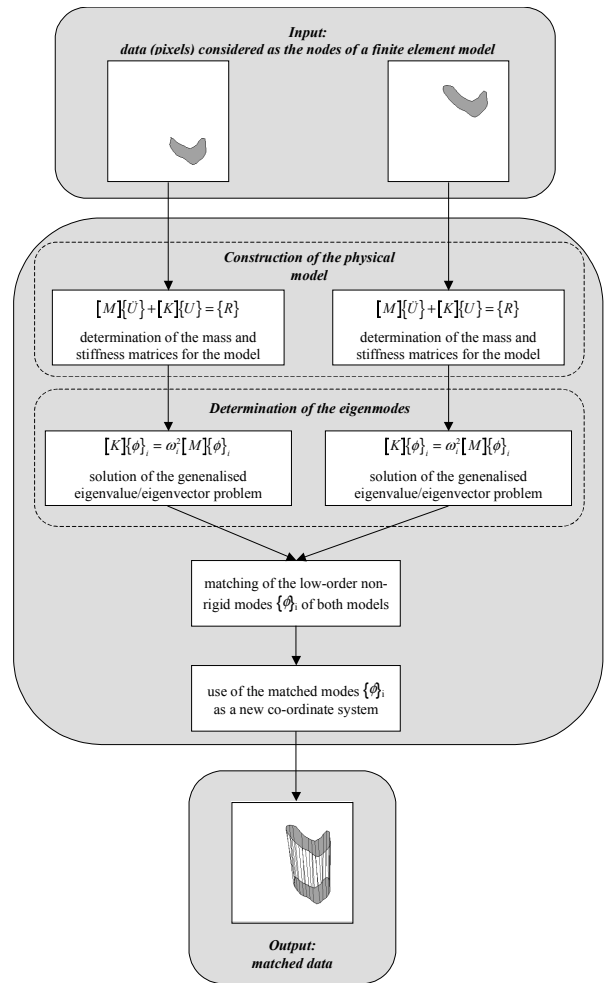 Input:
data (pixels) considered as the nodes of a finite element model
Construction of the physical
model
[M]{Ü}+[K]{U}={R}
determination of the mass and
stiffness matrices for the model
[M]{Ü}+[K]{U}={R}
determination of the mass and
stiffness matrices for the model
Determination of the eigenmodes
[K]{ϕ}ᵢ = ωᵢ²[M]{ϕ}ᵢ
solution of the genenalised
eigenvalue/eigenvector problem
[K]{ϕ}ᵢ = ωᵢ²[M]{ϕ}ᵢ
solution of the genenalised
eigenvalue/eigenvector problem
matching of the low-order non-
rigid modes {ϕ}ᵢ of both models
use of the matched modes {ϕ}ᵢ
as a new co-ordinate system
Output:
matched data